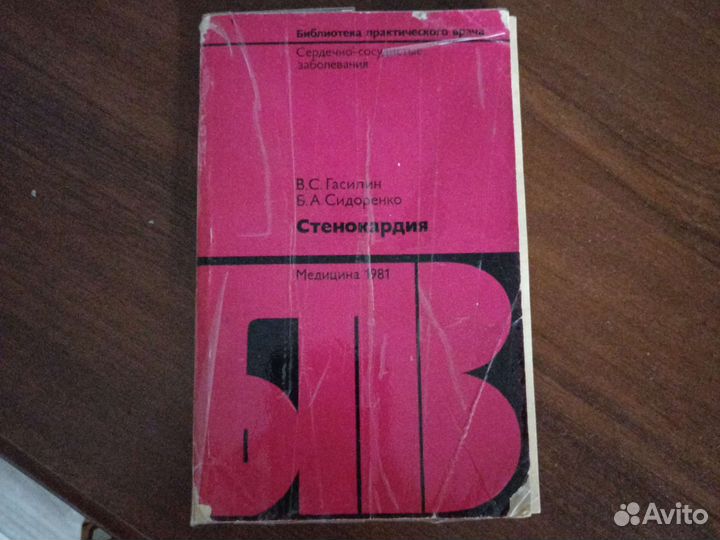 Библиотека практического врача
Сердечно-сосудистые
заболевания
В.С.Гасилин
Б.А.Сидоренко
Стенокардия
Медицина 1981
БПВ
Avito